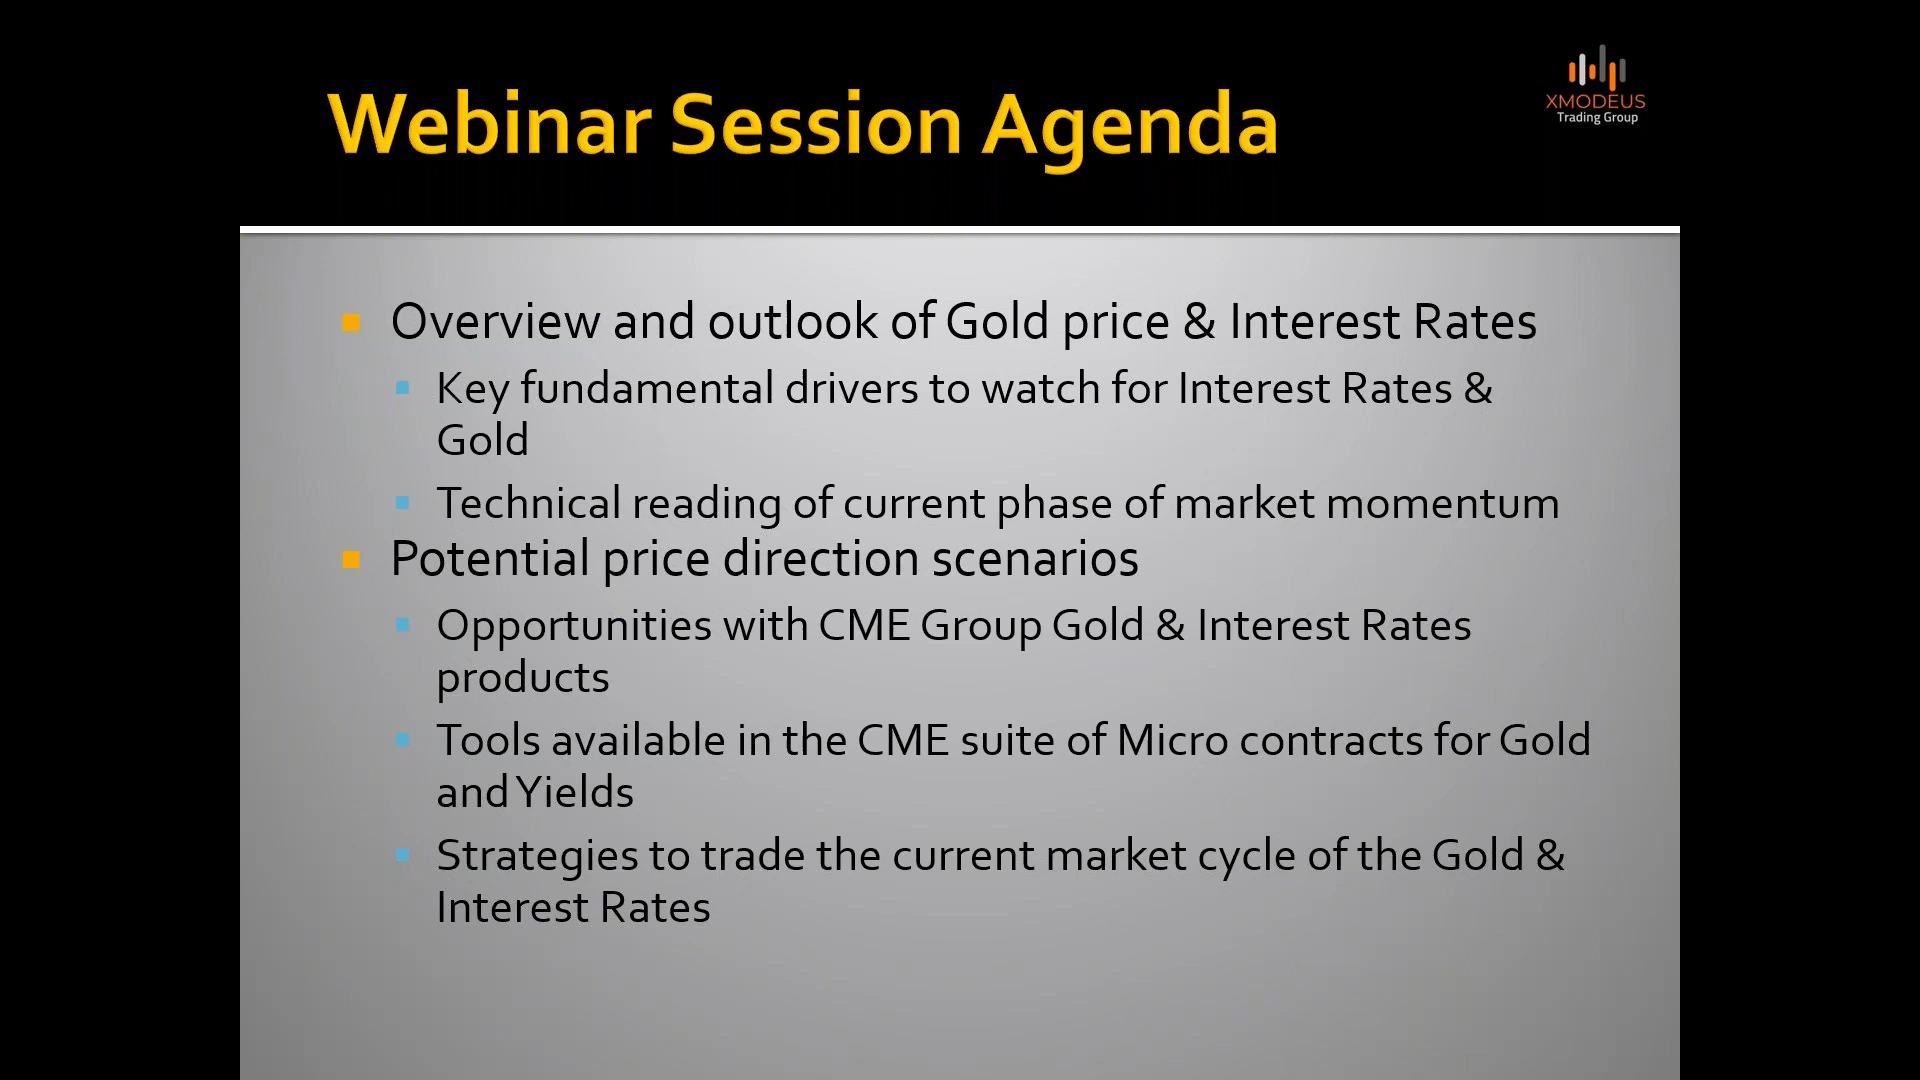 Webinar Session Agenda
XMODEUS
Trading Group
Overview and outlook of Gold price & Interest Rates
Key fundamental drivers to watch for Interest Rates &
Gold
Technical reading of current phase of market momentum
Potential price direction scenarios
Opportunities with CME Group Gold & Interest Rates
products
Tools available in the CME suite of Micro contracts for Gold
and Yields
Strategies to trade the current market cycle of the Gold &
Interest Rates